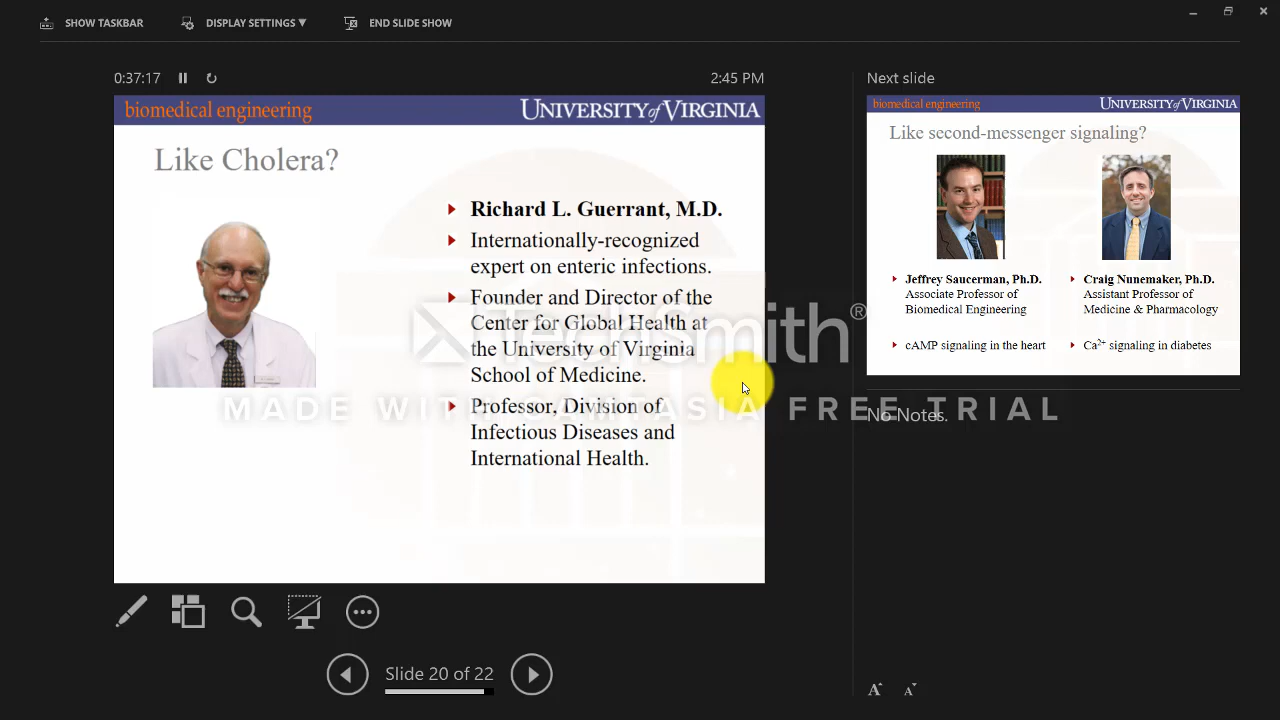 SHOW TASKBAR
DISPLAY SETTINGS ▼
END SLIDE SHOW
0:37:17
2:45 PM
biomedical engineering
UNIVERSITY of VIRGINIA
Like Cholera?
Richard L. Guerrant, M.D.
Internationally-recognized
expert on enteric infections.
Founder and Director of the
Center for Global Health at
the University of Virginia
School of Medicine.
Professor, Division of
Infectious Diseases and
International Health.
TechSmith®
MADE WITH CAMTASIA FREE TRIAL
Slide 20 of 22
Next slide
biomedical engineering
UNIVERSITY of VIRGINIA
Like second-messenger signaling?
Jeffrey Saucerman, Ph.D.
Associate Professor of
Biomedical Engineering
cAMP signaling in the heart
Craig Nunemaker, Ph.D.
Assistant Professor of
Medicine & Pharmacology
Ca²⁺ signaling in diabetes
No Notes.
A A